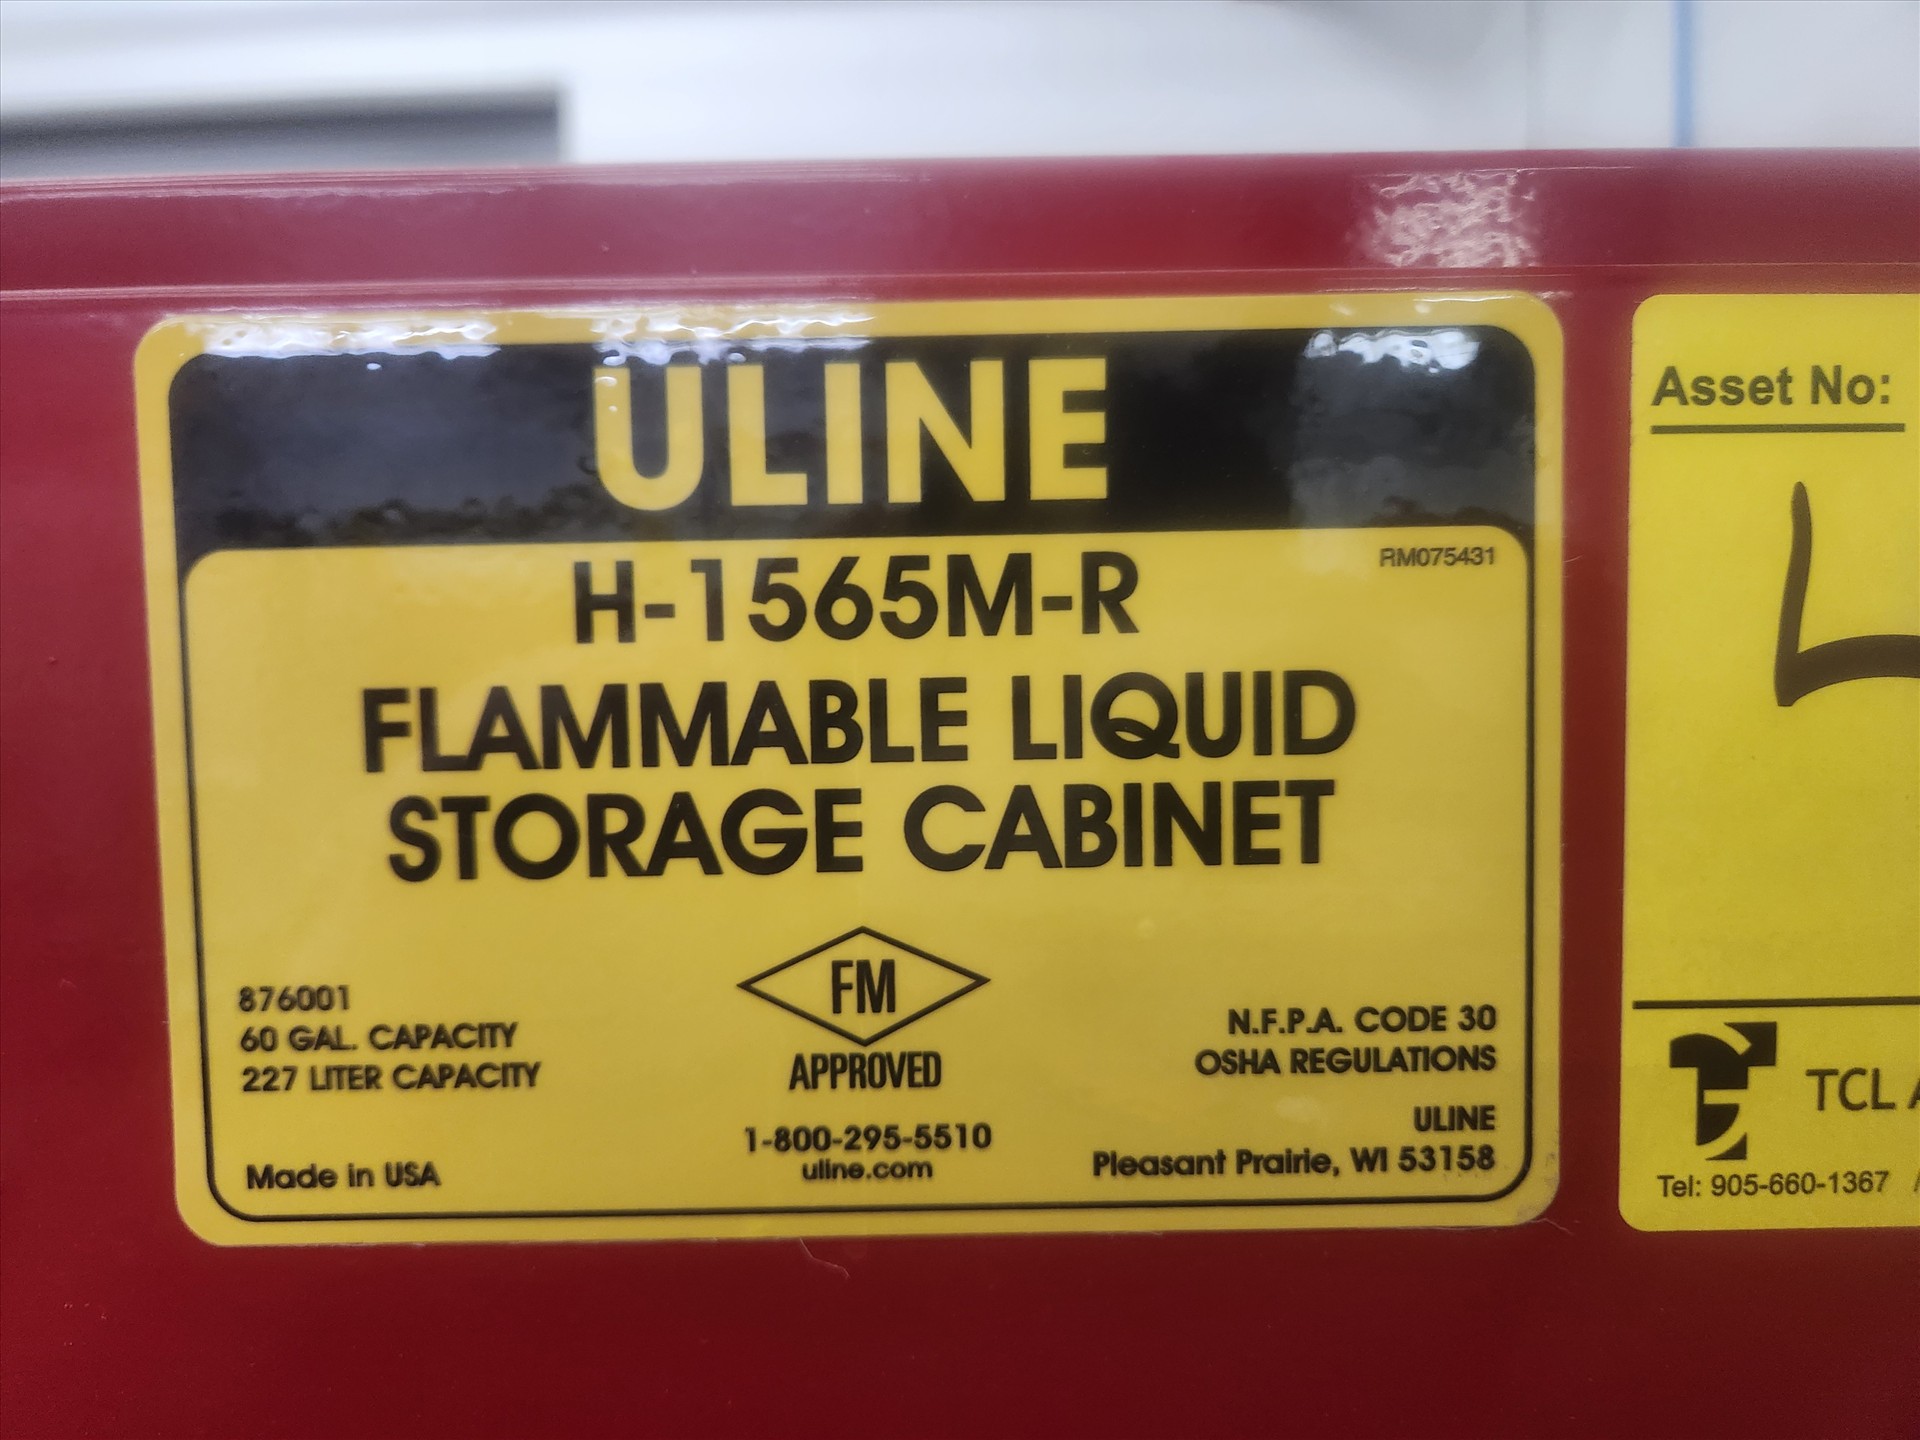 ULINE
H-1565M-R
RM075431
FLAMMABLE LIQUID
STORAGE CABINET
876001
60 GAL. CAPACITY
227 LITER CAPACITY
Made in USA
FM
APPROVED
1-800-295-5510
uline.com
N.F.P.A. CODE 30
OSHA REGULATIONS
ULINE
Pleasant Prairie, WI 53158
Asset No:
TCL
Tel: 905-660-1367